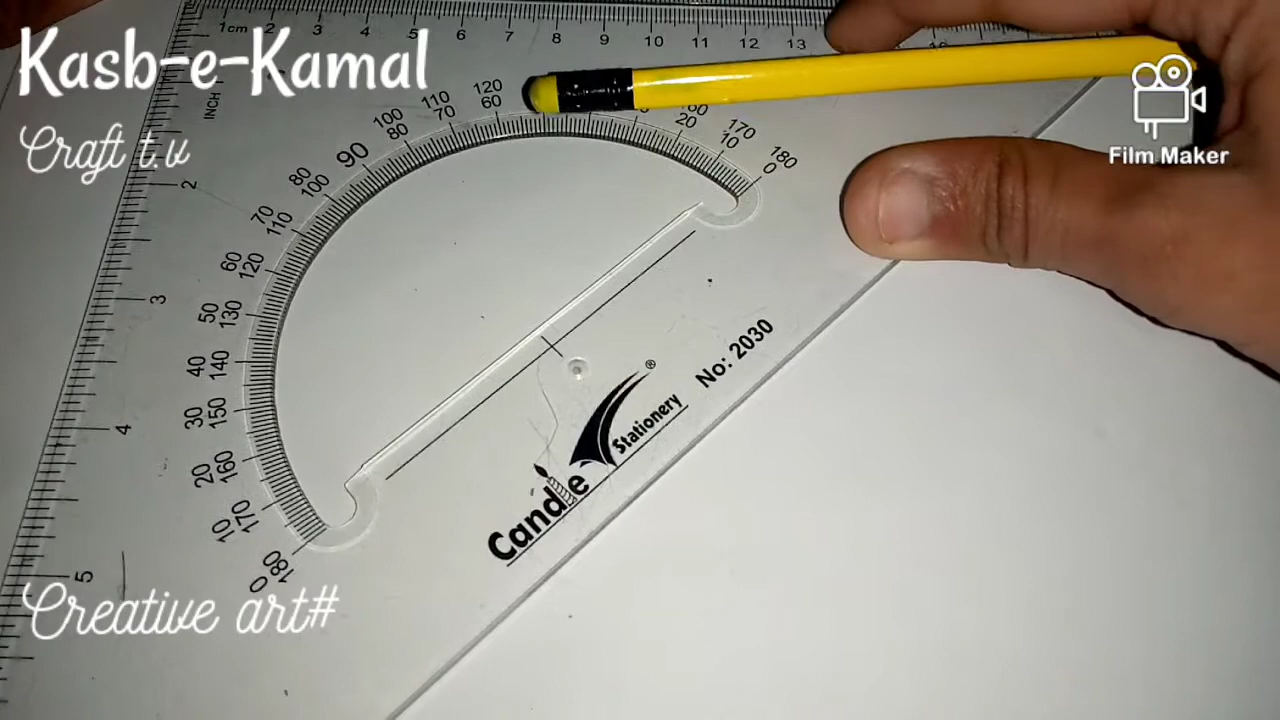 Kasb-e-Kamal
Craft t.v
Film Maker
1cm 2 3 4 5 6 7 8 9 10 11 12 13
INCH
2
3
4
5
180 170 160
0 10 20
120 110 100 90 80 70 60 50 40 30 20 10 0
60 70 80 100 110 120 130 140 150 160 170 180
No: 2030
Candle
Stationery
®
Creative art#